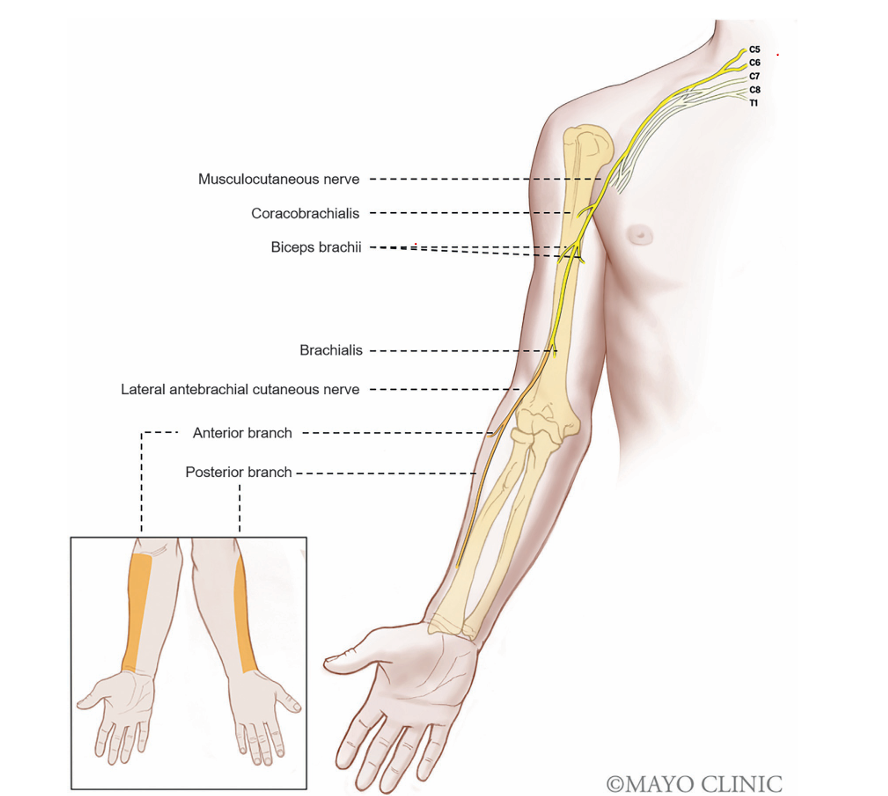 C5
C6
C7
C8
T1
Musculocutaneous nerve
Coracobrachialis
Biceps brachii
Brachialis
Lateral antebrachial cutaneous nerve
Anterior branch
Posterior branch
©MAYO CLINIC